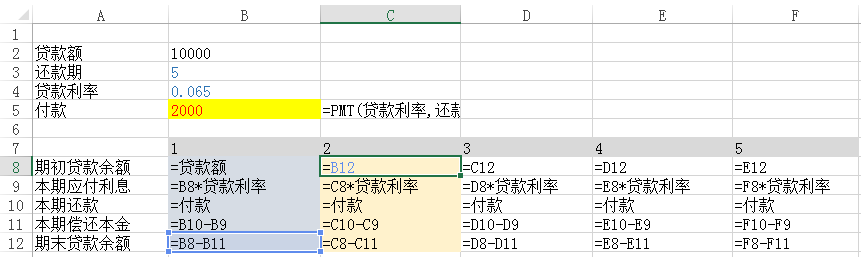 A B C D E F
1
2 贷款额 10000
3 还款期 5
4 贷款利率 0.065
5 付款 2000 =PMT(贷款利率,还款
6
7 1 2 3 4 5
8 期初贷款余额 =贷款额 =B12 =C12 =D12 =E12
9 本期应付利息 =B8*贷款利率 =C8*贷款利率 =D8*贷款利率 =E8*贷款利率 =F8*贷款利率
10 本期还款 =付款 =付款 =付款 =付款 =付款
11 本期偿还本金 =B10-B9 =C10-C9 =D10-D9 =E10-E9 =F10-F9
12 期末贷款余额 =B8-B11 =C8-C11 =D8-D11 =E8-E11 =F8-F11